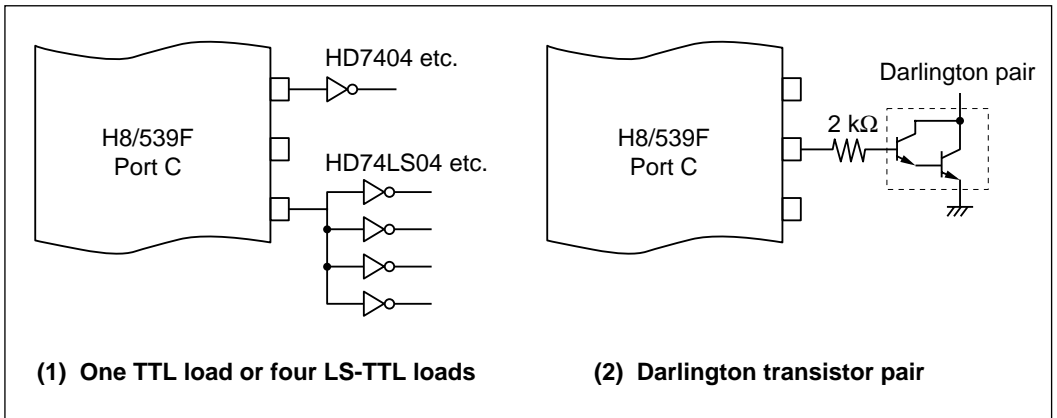 HD7404 etc.
H8/539F
Port C
HD74LS04 etc.
(1) One TTL load or four LS-TTL loads
Darlington pair
2 kΩ
H8/539F
Port C
(2) Darlington transistor pair